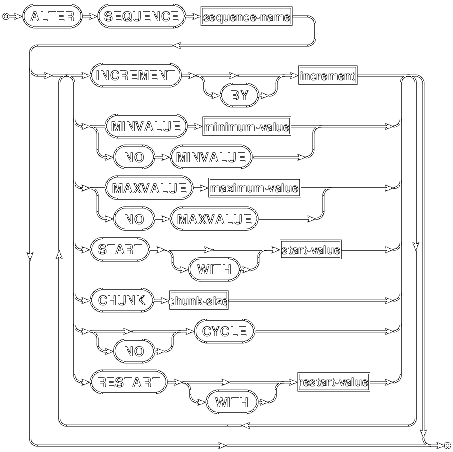 ALTER SEQUENCE sequence-name
INCREMENT increment
BY
MINVALUE minimum-value
NO MINVALUE
MAXVALUE maximum-value
NO MAXVALUE
START start-value
WITH
CHUNK chunk-size
CYCLE
NO
RESTART restart-value
WITH